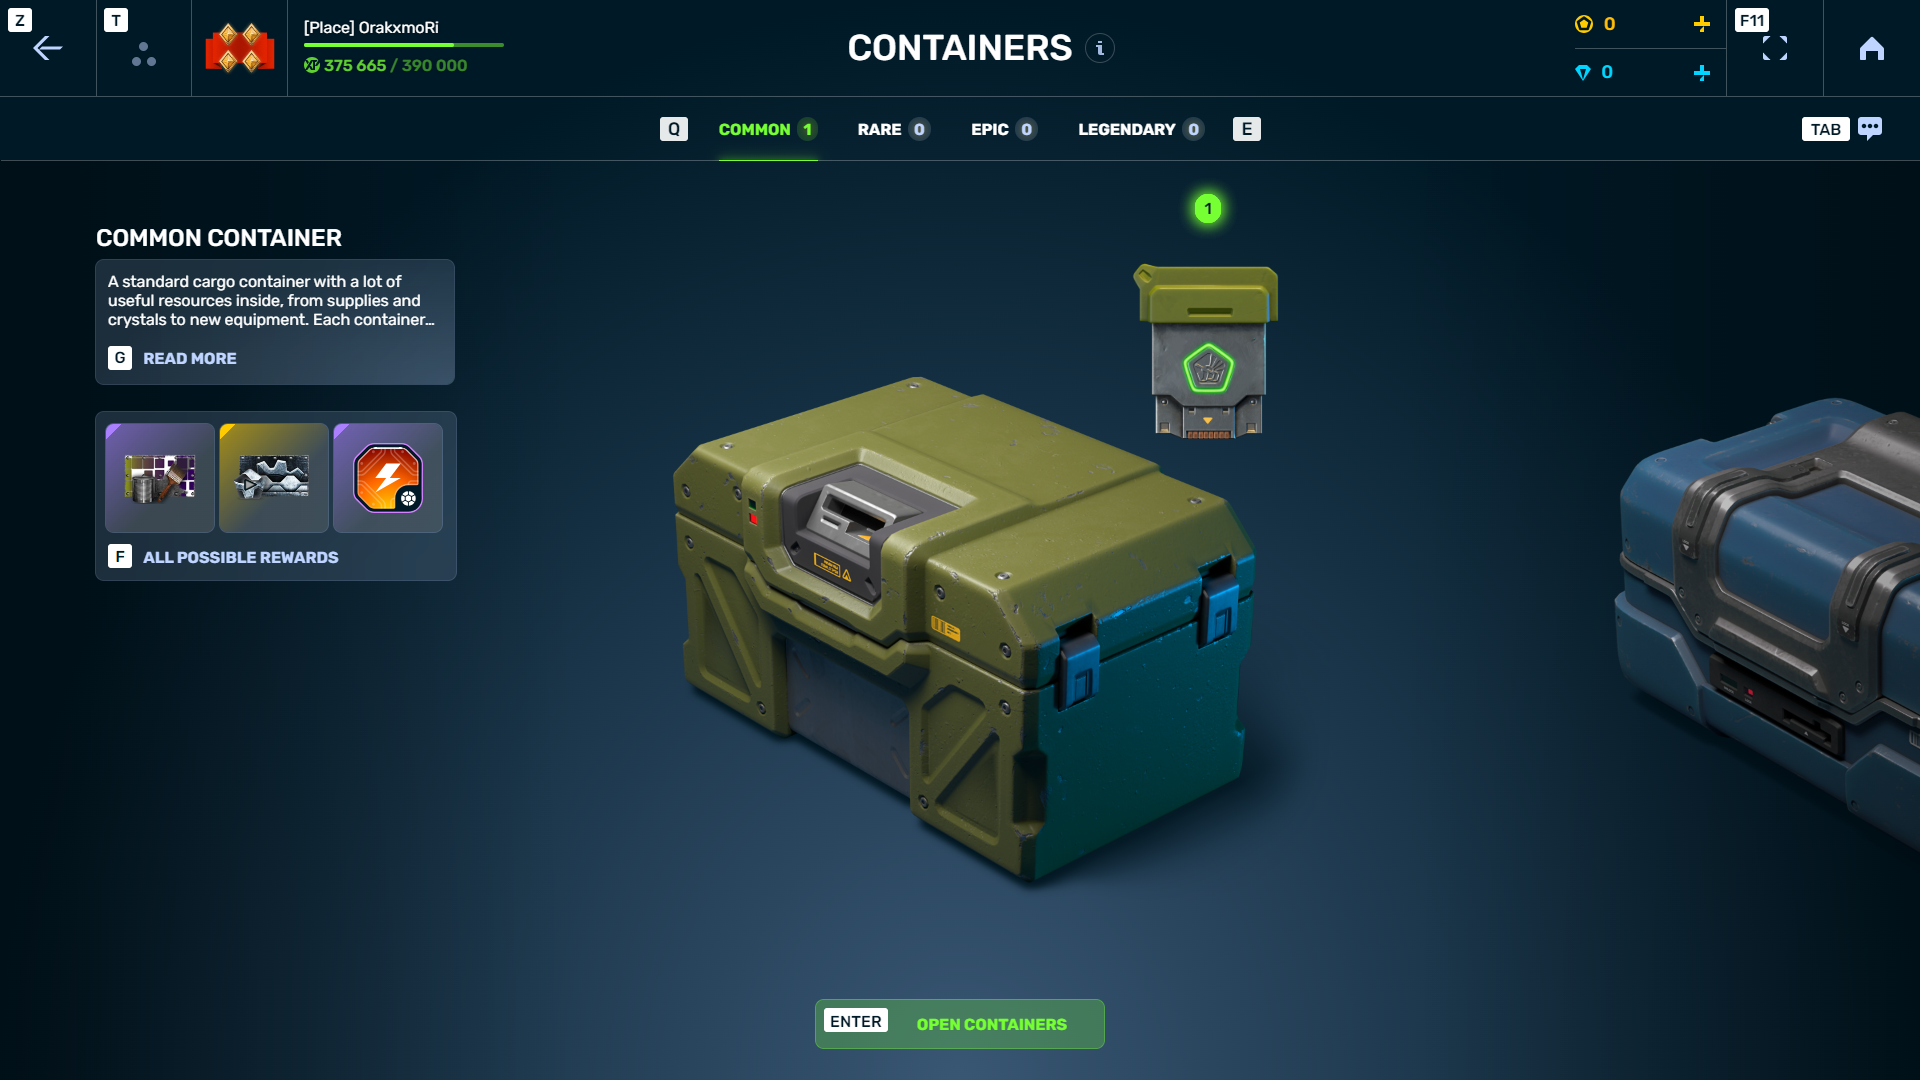 Z
T
[Place] OrakxmoRi
XP 375 665 / 390 000
CONTAINERS
i
0
0
F11
Q
COMMON 1
RARE 0
EPIC 0
LEGENDARY 0
E
TAB
1
COMMON CONTAINER
A standard cargo container with a lot of
useful resources inside, from supplies and
crystals to new equipment. Each container...
G READ MORE
F ALL POSSIBLE REWARDS
ENTER OPEN CONTAINERS